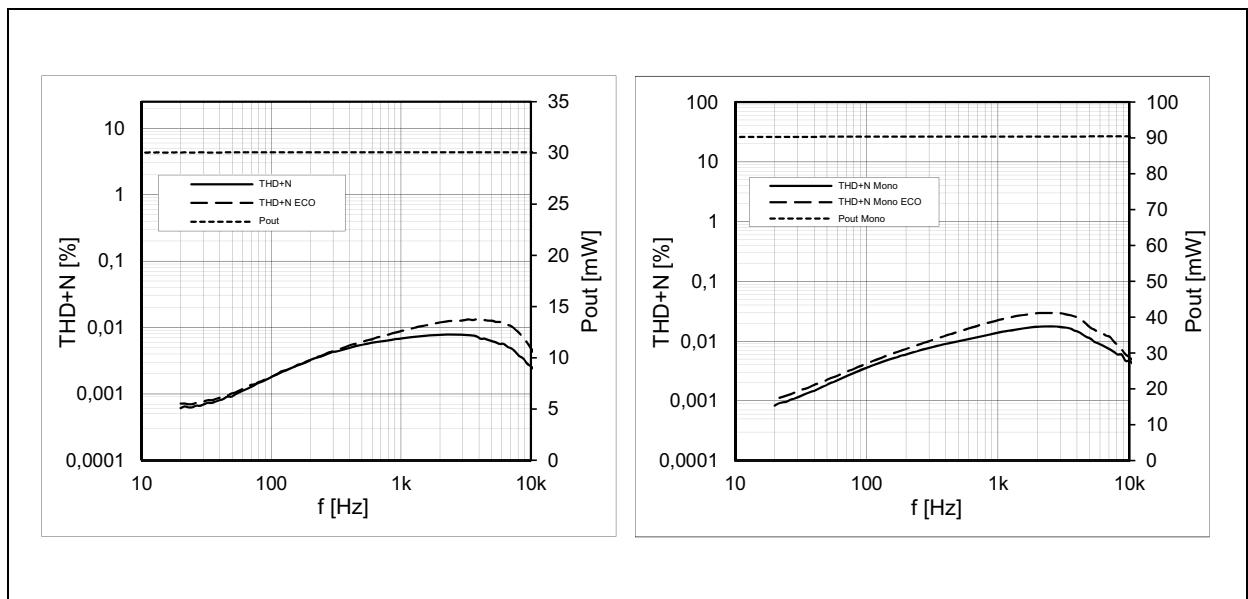 THD+N [%]
10
1
0,1
0,01
0,001
0,0001
THD+N
THD+N ECO
Pout
35
30
25
20
15
10
5
0
Pout [mW]
10
100
1k
10k
f [Hz]
THD+N [%]
100
10
1
0,1
0,01
0,001
0,0001
THD+N Mono
THD+N Mono ECO
Pout Mono
100
90
80
70
60
50
40
30
20
10
0
Pout [mW]
10
100
1k
10k
f [Hz]